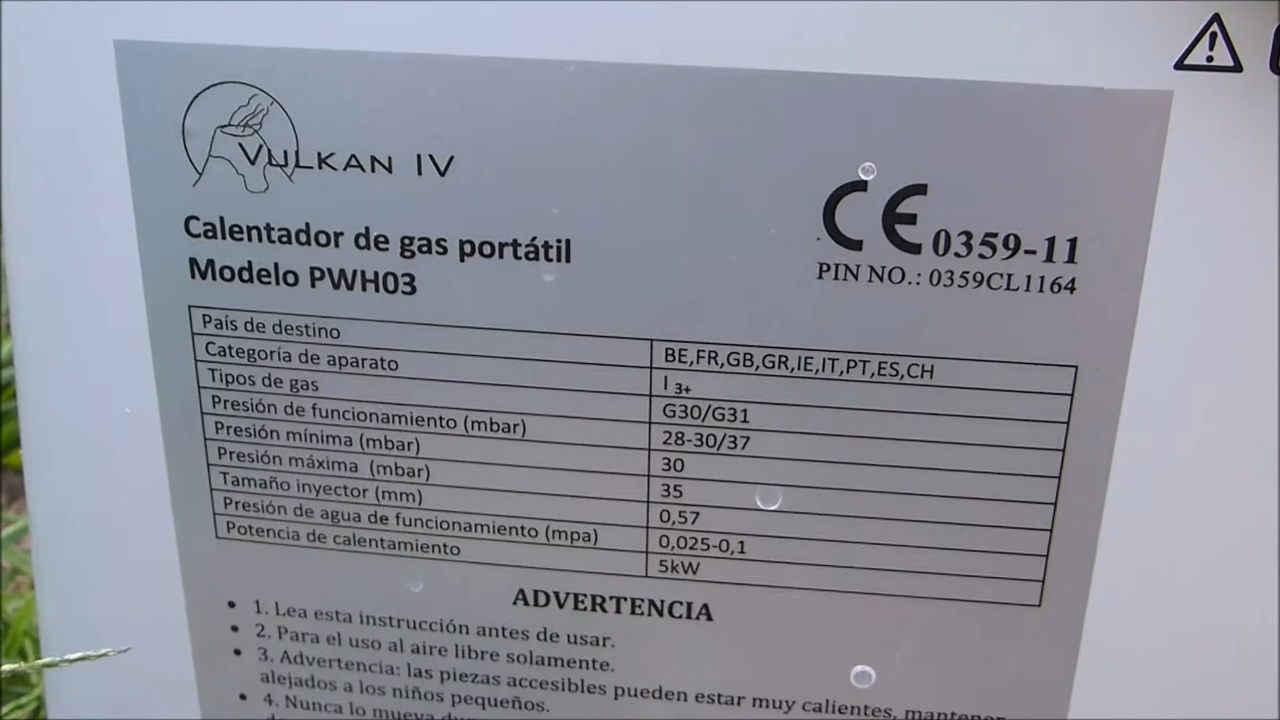 VULKAN IV
CE 0359-11
PIN NO.: 0359CL1164
Calentador de gas portátil
Modelo PWH03
País de destino BE,FR,GB,GR,IE,IT,PT,ES,CH
Categoría de aparato I 3+
Tipos de gas G30/G31
Presión de funcionamiento (mbar) 28-30/37
Presión mínima (mbar) 30
Presión máxima (mbar) 35
Tamaño inyector (mm) 0,57
Presión de agua de funcionamiento (mpa) 0,025-0,1
Potencia de calentamiento 5kW
ADVERTENCIA
• 1. Lea esta instrucción antes de usar.
• 2. Para el uso al aire libre solamente.
• 3. Advertencia: las piezas accesibles pueden estar muy calientes, mantener
alejados a los niños pequeños.
• 4. Nunca lo mueva